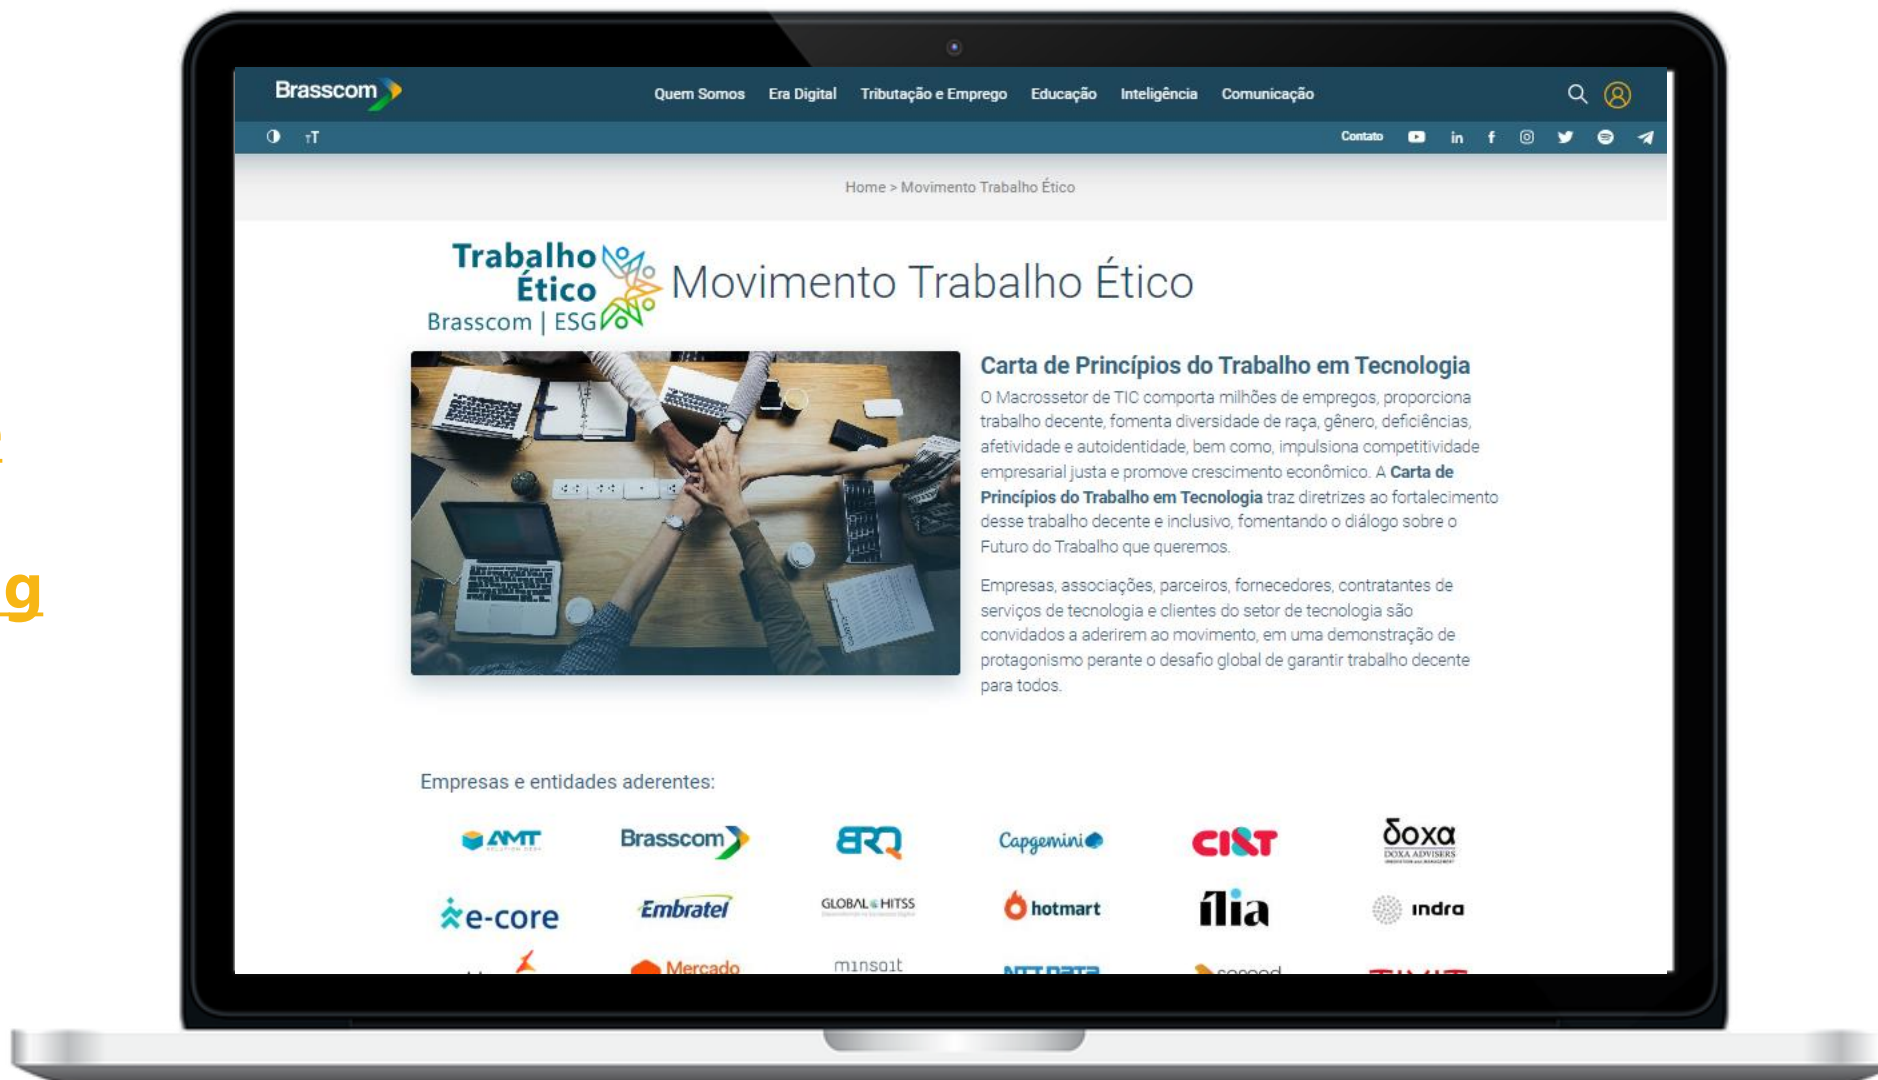 Brasscom
Quem Somos Era Digital Tributação e Emprego Educação Inteligência Comunicação
TT
Contato
Home > Movimento Trabalho Ético
Trabalho
Ético
Brasscom | ESG
Movimento Trabalho Ético
Carta de Princípios do Trabalho em Tecnologia
O Macrossetor de TIC comporta milhões de empregos, proporciona
trabalho decente, fomenta diversidade de raça, gênero, deficiências,
afetividade e autoidentidade, bem como, impulsiona competitividade
empresarial justa e promove crescimento econômico. A Carta de
Princípios do Trabalho em Tecnologia traz diretrizes ao fortalecimento
desse trabalho decente e inclusivo, fomentando o diálogo sobre o
Futuro do Trabalho que queremos.
Empresas, associações, parceiros, fornecedores, contratantes de
serviços de tecnologia e clientes do setor de tecnologia são
convidados a aderirem ao movimento, em uma demonstração de
protagonismo perante o desafio global de garantir trabalho decente
para todos.
g
Empresas e entidades aderentes:
AMT Brasscom BRQ Capgemini CI&T doxa
DOXA ADVISERS
e-core Embratel GLOBAL HITSS hotmart ília indra
Mercado minsait NTT DATA